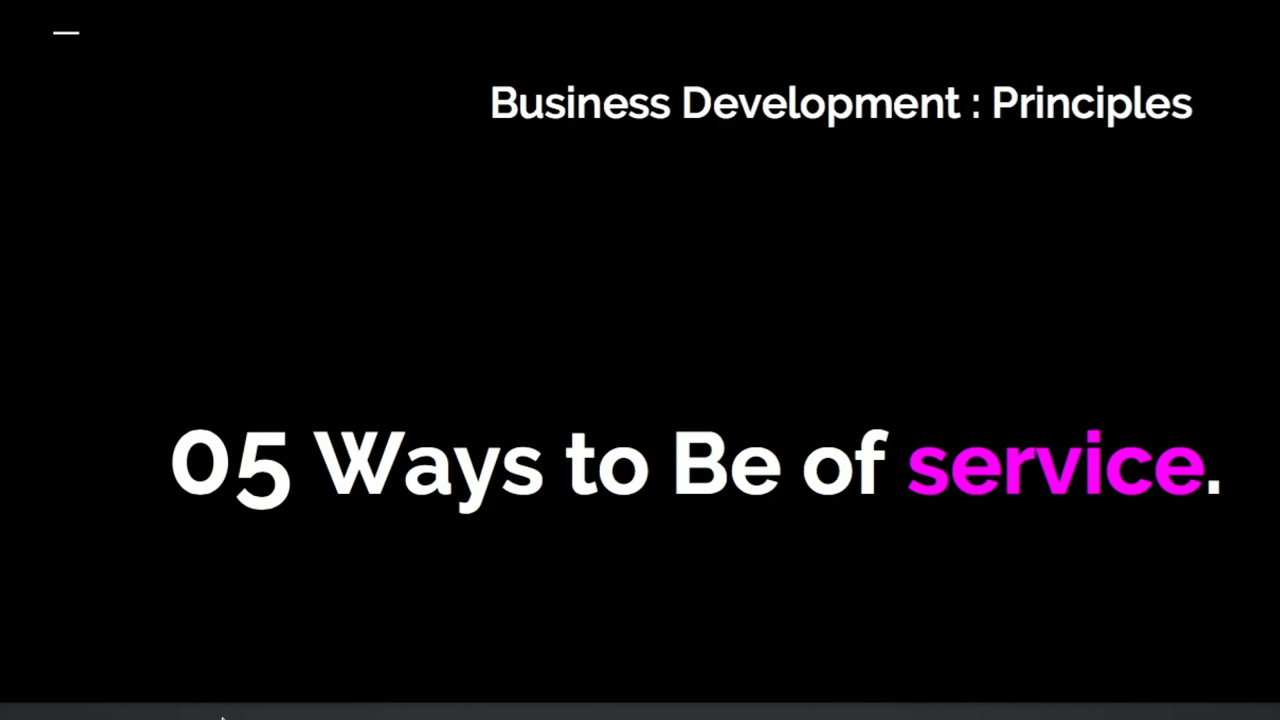 Business Development : Principles
05 Ways to Be of service.